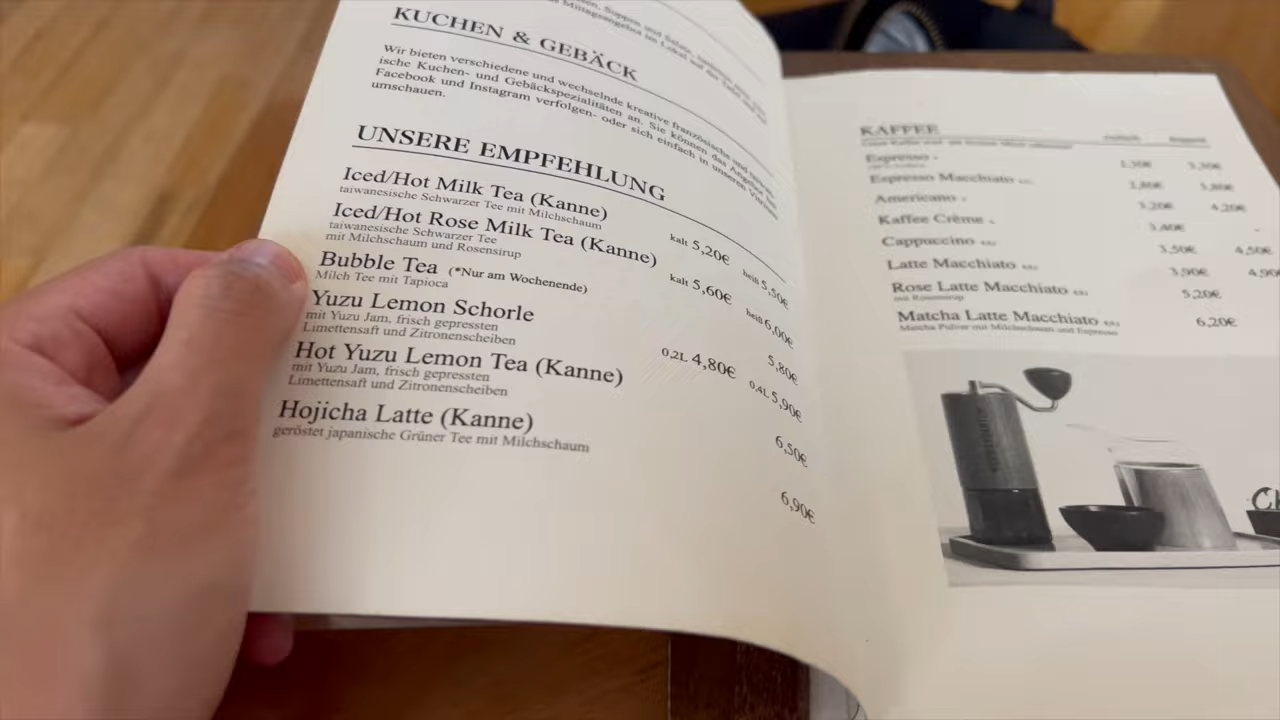 KUCHEN & GEBÄCK
Wir bieten verschiedene und wechselnde kreative französische und
ische Kuchen- und Gebäckspezialitäten an. Sie können das Angebot
Facebook und Instagram verfolgen- oder sich einfach in unseren Vitrinen
umschauen.
UNSERE EMPFEHLUNG
Iced/Hot Milk Tea (Kanne) kalt 5,20€ heiß 5,50€
taiwanesische Schwarzer Tee mit Milchschaum
Iced/Hot Rose Milk Tea (Kanne) kalt 5,60€ heiß 6,00€
taiwanesische Schwarzer Tee
mit Milchschaum und Rosensirup
Bubble Tea (*Nur am Wochenende) 5,80€
Milch Tee mit Tapioca
Yuzu Lemon Schorle 0,2L 4,80€ 0,4L 5,90€
mit Yuzu Jam, frisch gepressten
Limettensaft und Zitronenscheiben
Hot Yuzu Lemon Tea (Kanne) 6,50€
mit Yuzu Jam, frisch gepressten
Limettensaft und Zitronenscheiben
Hojicha Latte (Kanne) 6,90€
geröstet japanische Grüner Tee mit Milchschaum
KAFFEE
Espresso
Espresso Macchiato
Americano 3,20€ 4,20€
Kaffee Crème 3,40€
Cappuccino 3,50€ 4,50€
Latte Macchiato 3,90€
Rose Latte Macchiato 5,20€
mit Rosensirup
Matcha Latte Macchiato 6,20€
Matcha Pulver mit Milchschaum und Espresso